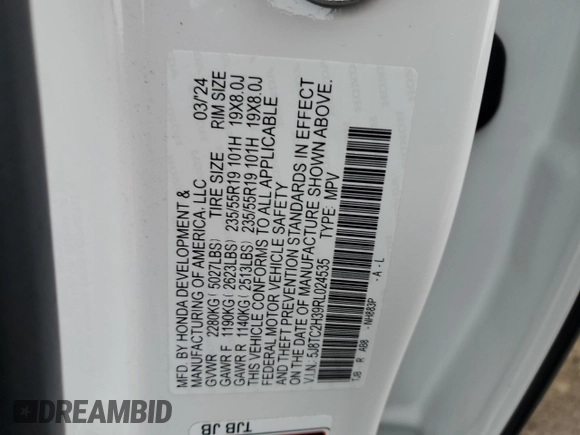 MFD. BY HONDA DEVELOPMENT &
MANUFACTURING OF AMERICA, LLC 03/'24
GVWR 2280KG(5027LBS) TIRE SIZE RIM SIZE
GAWR F 1190KG(2623LBS) 235/55R19 101H 19X8.0J
GAWR R 1140KG(2513LBS) 235/55R19 101H 19X8.0J
THIS VEHICLE CONFORMS TO ALL APPLICABLE
FEDERAL MOTOR VEHICLE SAFETY
AND THEFT PREVENTION STANDARDS IN EFFECT
ON THE DATE OF MANUFACTURE SHOWN ABOVE.
V.I.N.: 5J8TC2H39RL024535 TYPE: MPV
TJB R AB8 -NH883P -A -L
TJB JB
DREAMBID